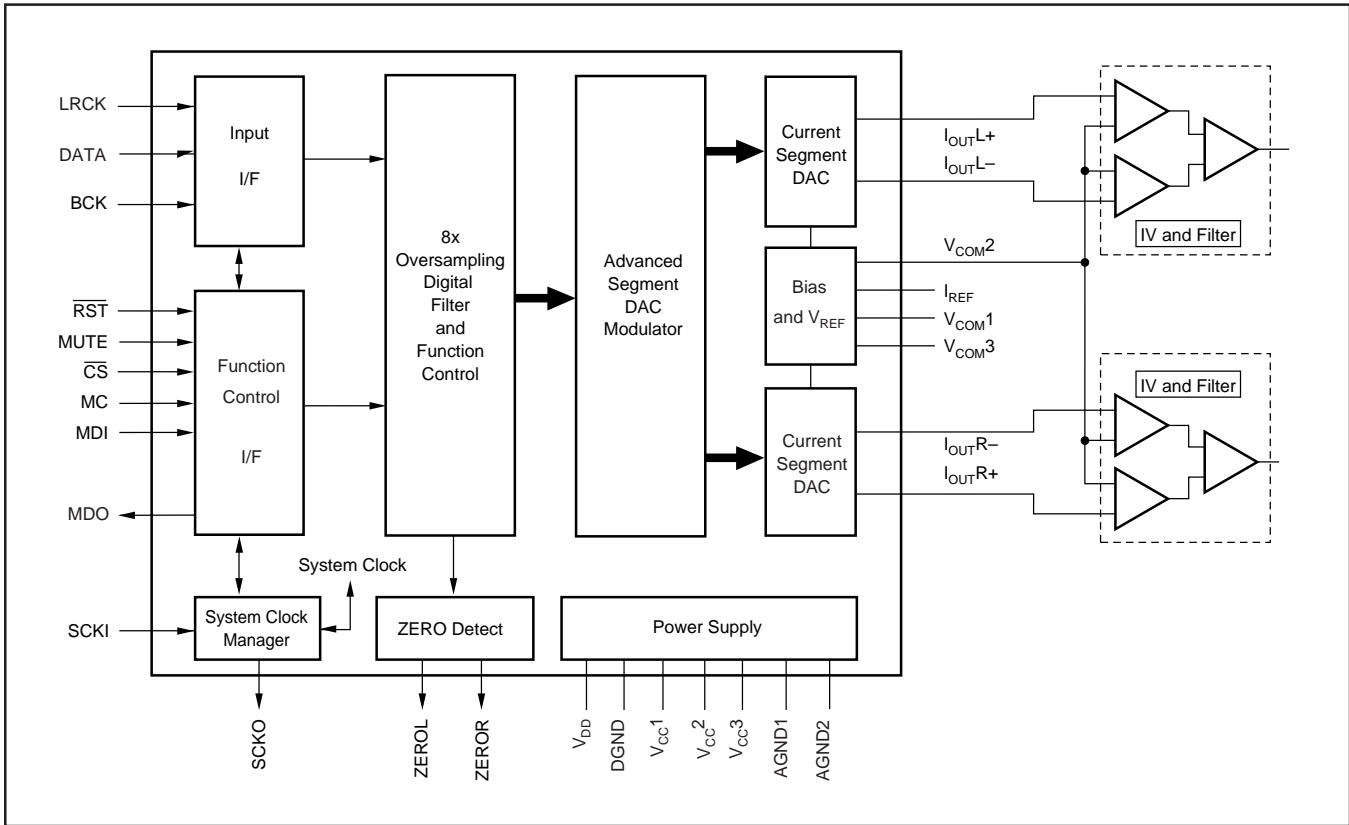 LRCK
DATA
BCK
RST
MUTE
CS
MC
MDI
MDO
SCKI
Input
I/F
Function
Control
I/F
System Clock
Manager
System Clock
SCKO
8x
Oversampling
Digital
Filter
and
Function
Control
ZERO Detect
ZEROL
ZEROR
Advanced
Segment
DAC
Modulator
Current
Segment
DAC
Bias
and VREF
Current
Segment
DAC
Power Supply
VDD
DGND
VCC1
VCC2
VCC3
AGND1
AGND2
IOUTL+
IOUTL–
VCOM2
IREF
VCOM1
VCOM3
IOUTR–
IOUTR+
IV and Filter
IV and Filter